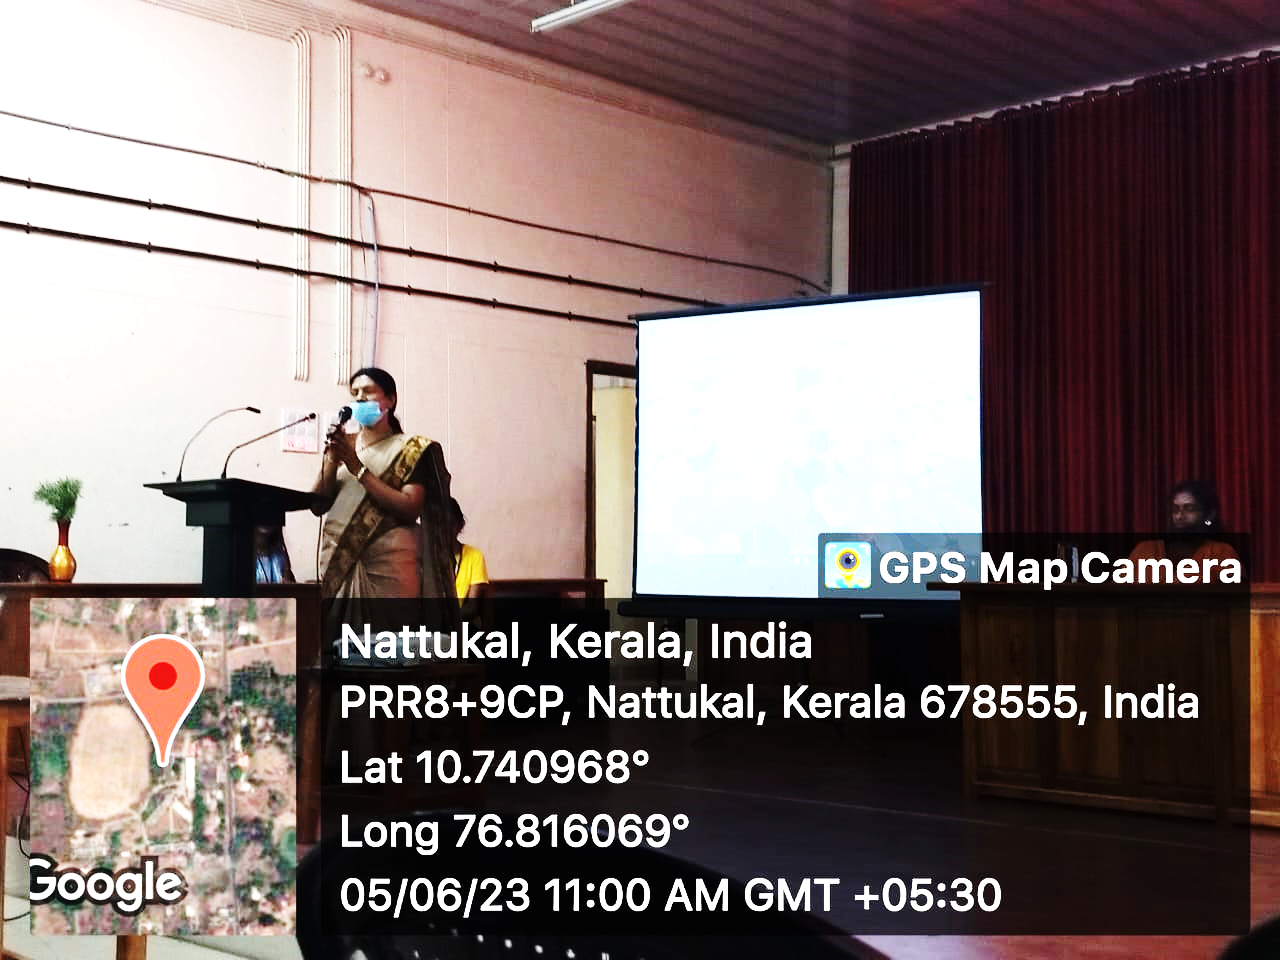 GPS Map Camera
Nattukal, Kerala, India
PRR8+9CP, Nattukal, Kerala 678555, India
Lat 10.740968°
Long 76.816069°
05/06/23 11:00 AM GMT +05:30
Google